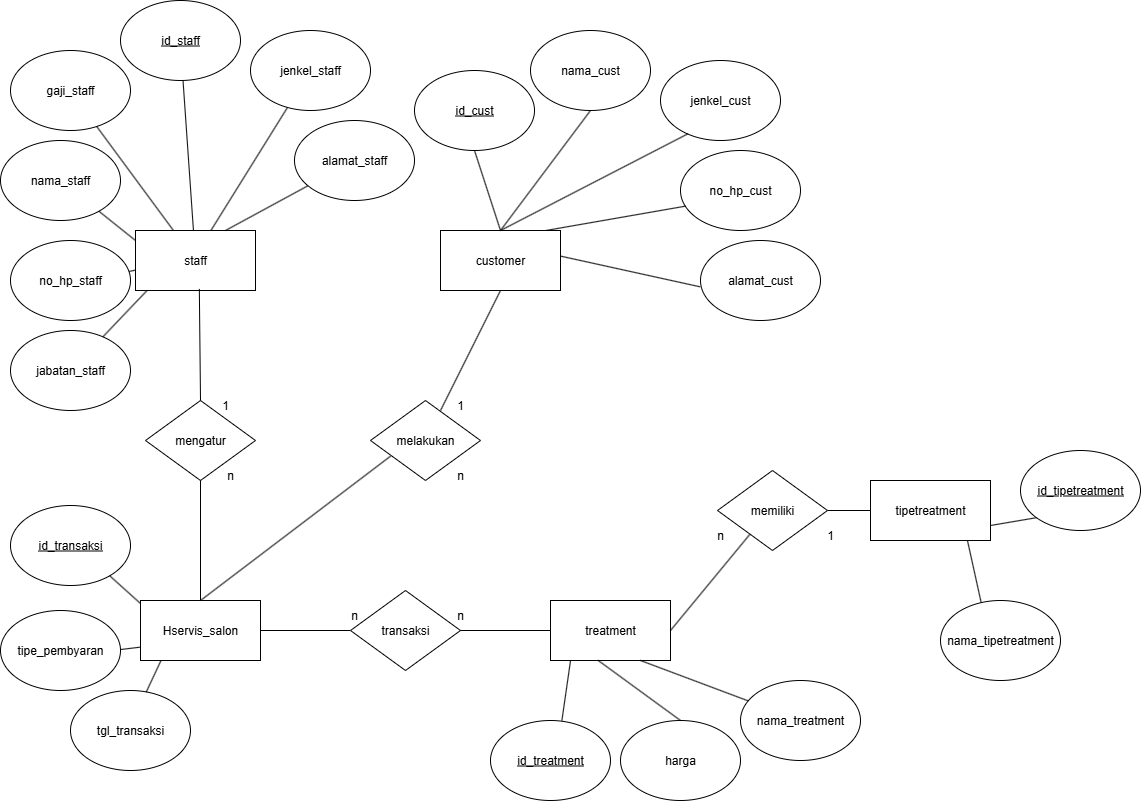 id_staff
jenkel_staff
gaji_staff
nama_cust
jenkel_cust
id_cust
alamat_staff
nama_staff
no_hp_cust
staff
customer
no_hp_staff
alamat_cust
jabatan_staff
1
1
mengatur
melakukan
n
n
id_tipetreatment
memiliki
tipetreatment
n
1
id_transaksi
n
n
Hservis_salon
transaksi
treatment
nama_tipetreatment
tipe_pembyaran
nama_treatment
tgl_transaksi
id_treatment
harga